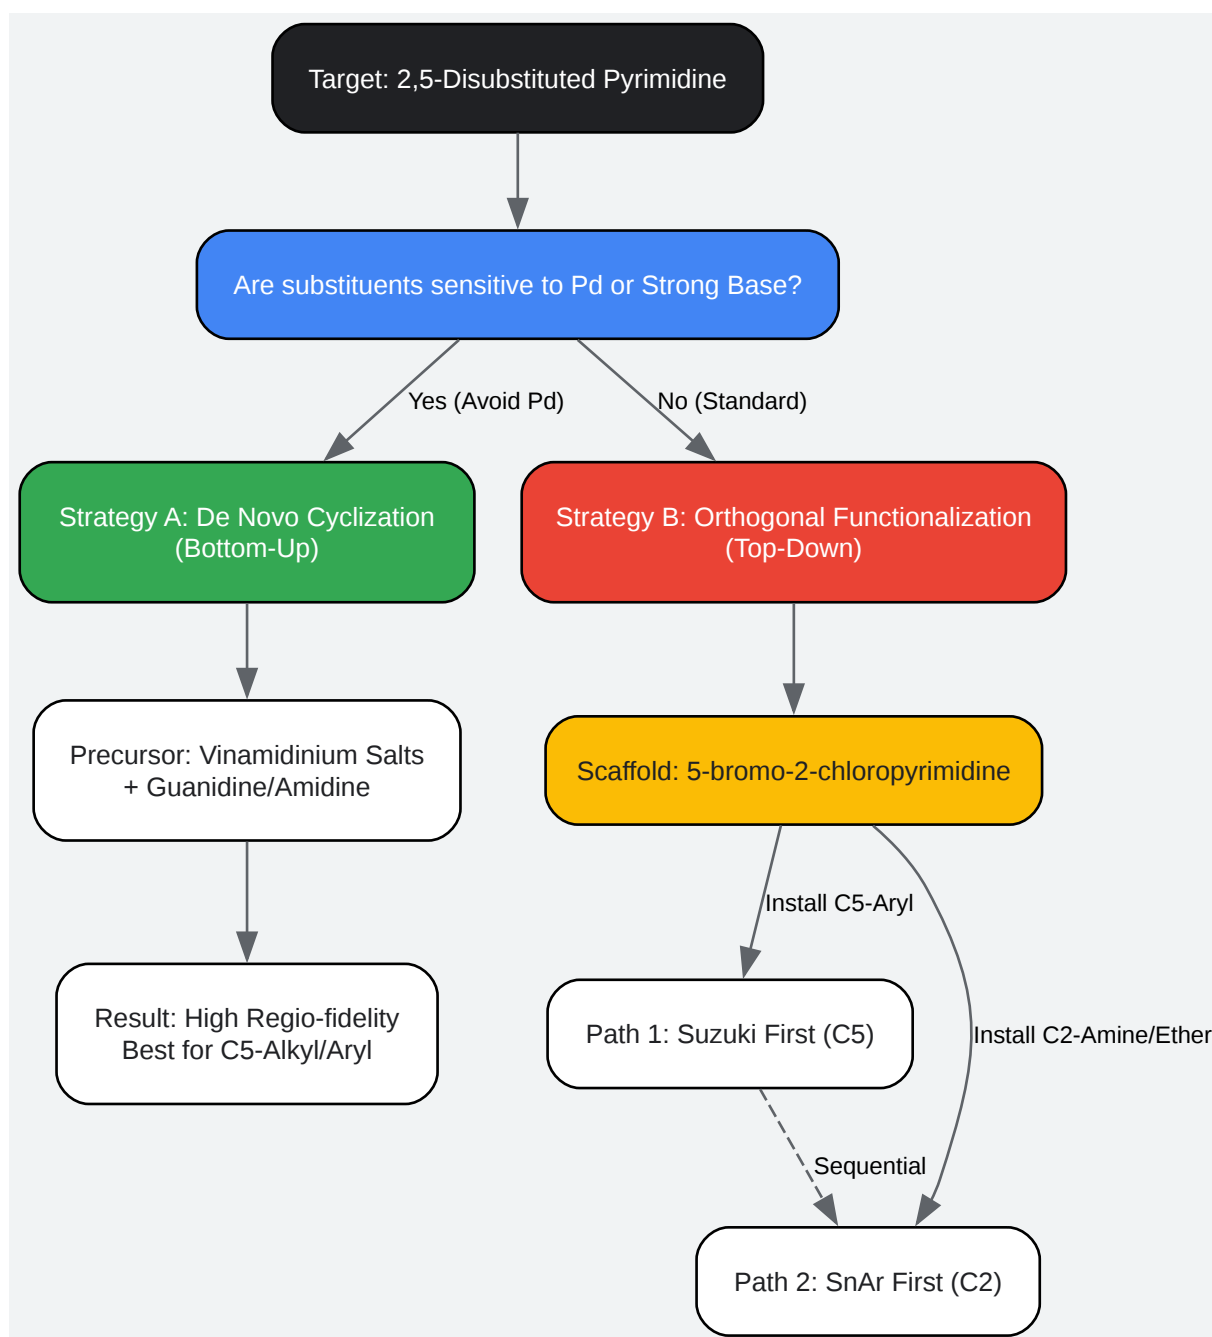 Target: 2,5-Disubstituted Pyrimidine
Are substituents sensitive to Pd or Strong Base?
Yes (Avoid Pd)
No (Standard)
Strategy A: De Novo Cyclization
(Bottom-Up)
Strategy B: Orthogonal Functionalization
(Top-Down)
Precursor: Vinamidinium Salts
+ Guanidine/Amidine
Scaffold: 5-bromo-2-chloropyrimidine
Install C5-Aryl
Result: High Regio-fidelity
Best for C5-Alkyl/Aryl
Path 1: Suzuki First (C5)
Install C2-Amine/Ether
Sequential
Path 2: SnAr First (C2)